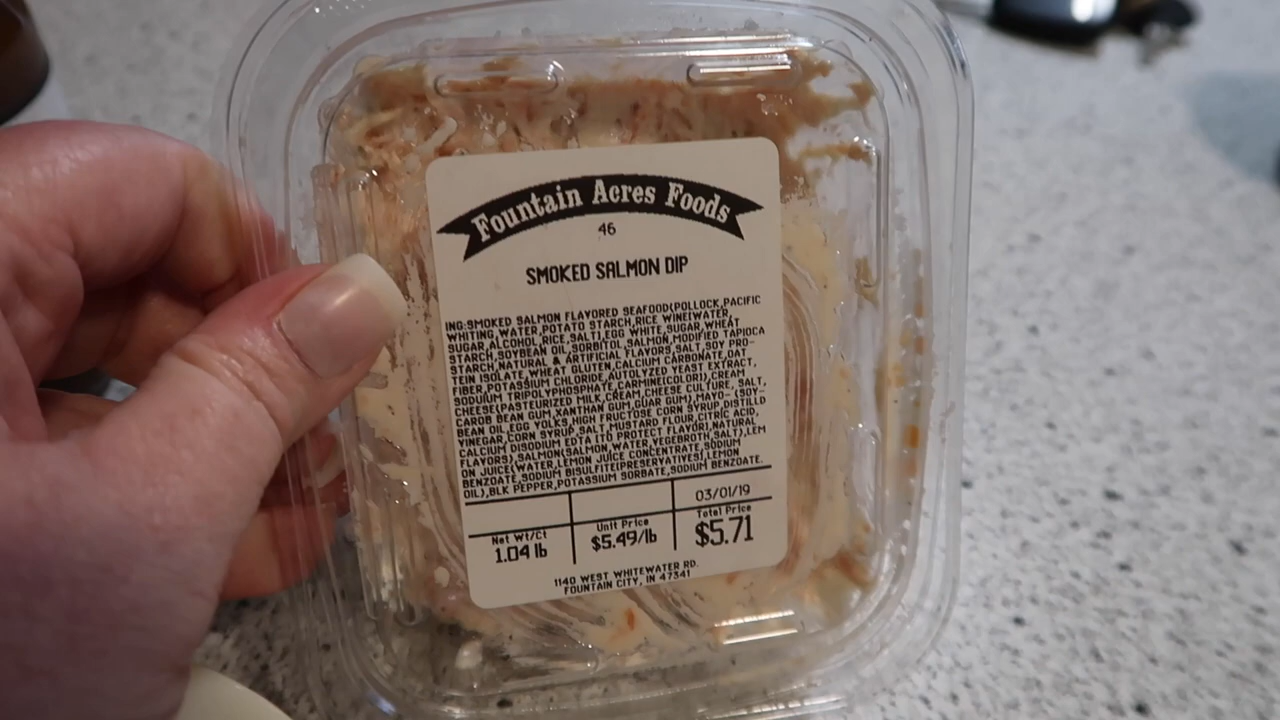 Fountain Acres Foods
46
SMOKED SALMON DIP
ING:SMOKED SALMON FLAVORED SEAFOOD(POLLOCK,PACIFIC
WHITING,WATER,POTATO STARCH,RICE WINE(WATER,
SUGAR,ALCOHOL,RICE,SALT),EGG WHITE,SUGAR,WHEAT
STARCH,SOYBEAN OIL,SORBITOL,SALMON,MODIFIED TAPIOCA
STARCH,NATURAL & ARTIFICIAL FLAVORS,SALT,SOY PRO-
TEIN ISOLATE,WHEAT GLUTEN,CALCIUM CARBONATE,OAT
FIBER,POTASSIUM CHLORIDE,AUTOLYZED YEAST EXTRACT,
SODUIM TRIPOLYPHOSPHATE,CARMINE(COLOR),CREAM
CHEESE(PASTEURIZED MILK,CREAM,CHEESE CULTURE, SALT,
CAROB BEAN GUM,XANTHAN GUM,GUAR GUM),MAYO-(SOY-
BEAN OIL,EGG YOLKS,HIGH FRUCTOSE CORN SYRUP,DISTILLD
VINEGAR,CORN SYRUP,SALT,MUSTARD FLOUR,CITRIC ACID,
CALCIUM DISODIUM EDTA (TO PROTECT FLAVOR),NATURAL
FLAVORS),SALMON(SALMON,WATER,VEGEBROTH,SALT),LEM
ON JUICE(WATER,LEMON JUICE CONCENTRATE,SODIUM
BENZOATE,SODIUM BISULFITE(PRESERVATIVES),LEMON
OIL),BLK PEPPER,POTASSIUM SORBATE,SODIUM BENZOATE.
03/01/19
Net Wt/Ct Unit Price Total Price
1.04 lb $5.49/lb $5.71
1140 WEST WHITEWATER RD.
FOUNTAIN CITY, IN 47341